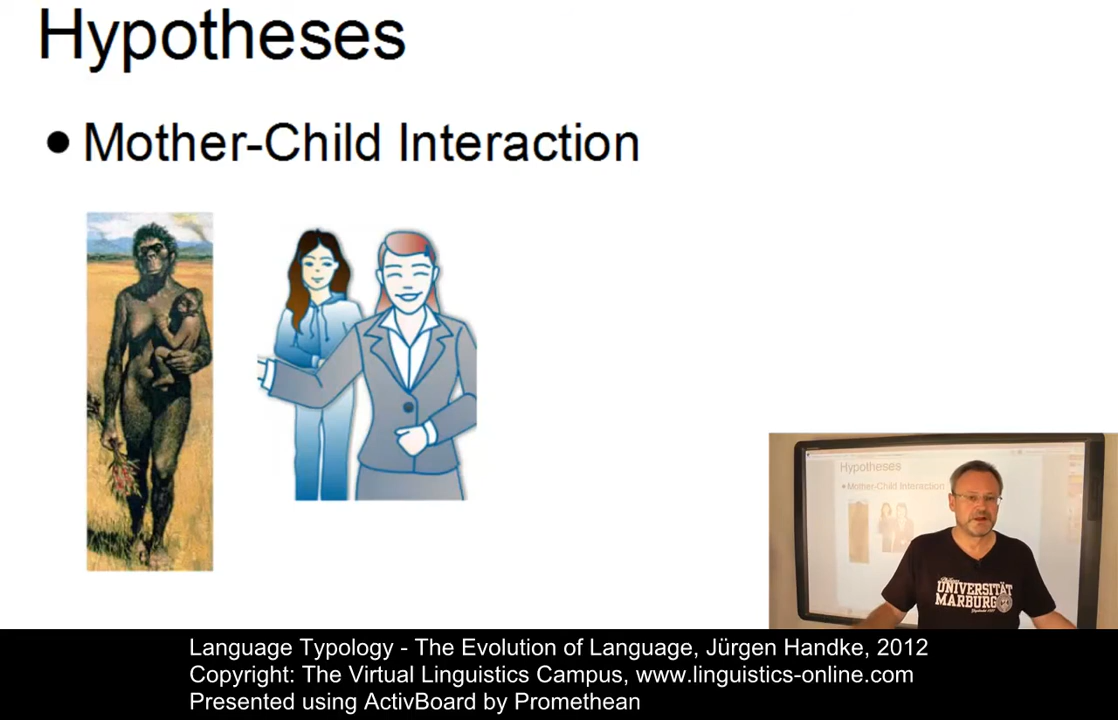 Hypotheses
• Mother-Child Interaction
Hypotheses
• Mother-Child Interaction
UNIVERSITÄT
MARBURG
Language Typology - The Evolution of Language, Jürgen Handke, 2012
Copyright: The Virtual Linguistics Campus, www.linguistics-online.com
Presented using ActivBoard by Promethean